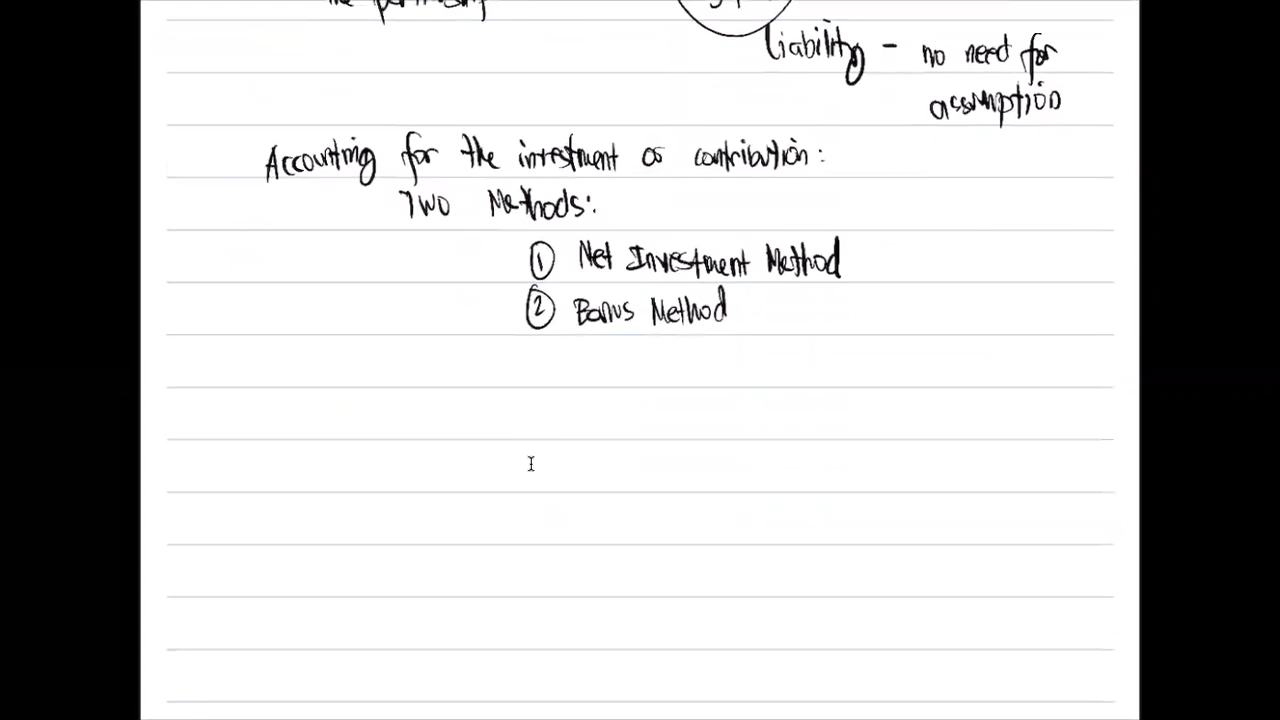 the
Liability - no need for
assumption
Accounting for the investment or contribution:
Two Methods:
1 Net Investment Method
2 Bonus Method